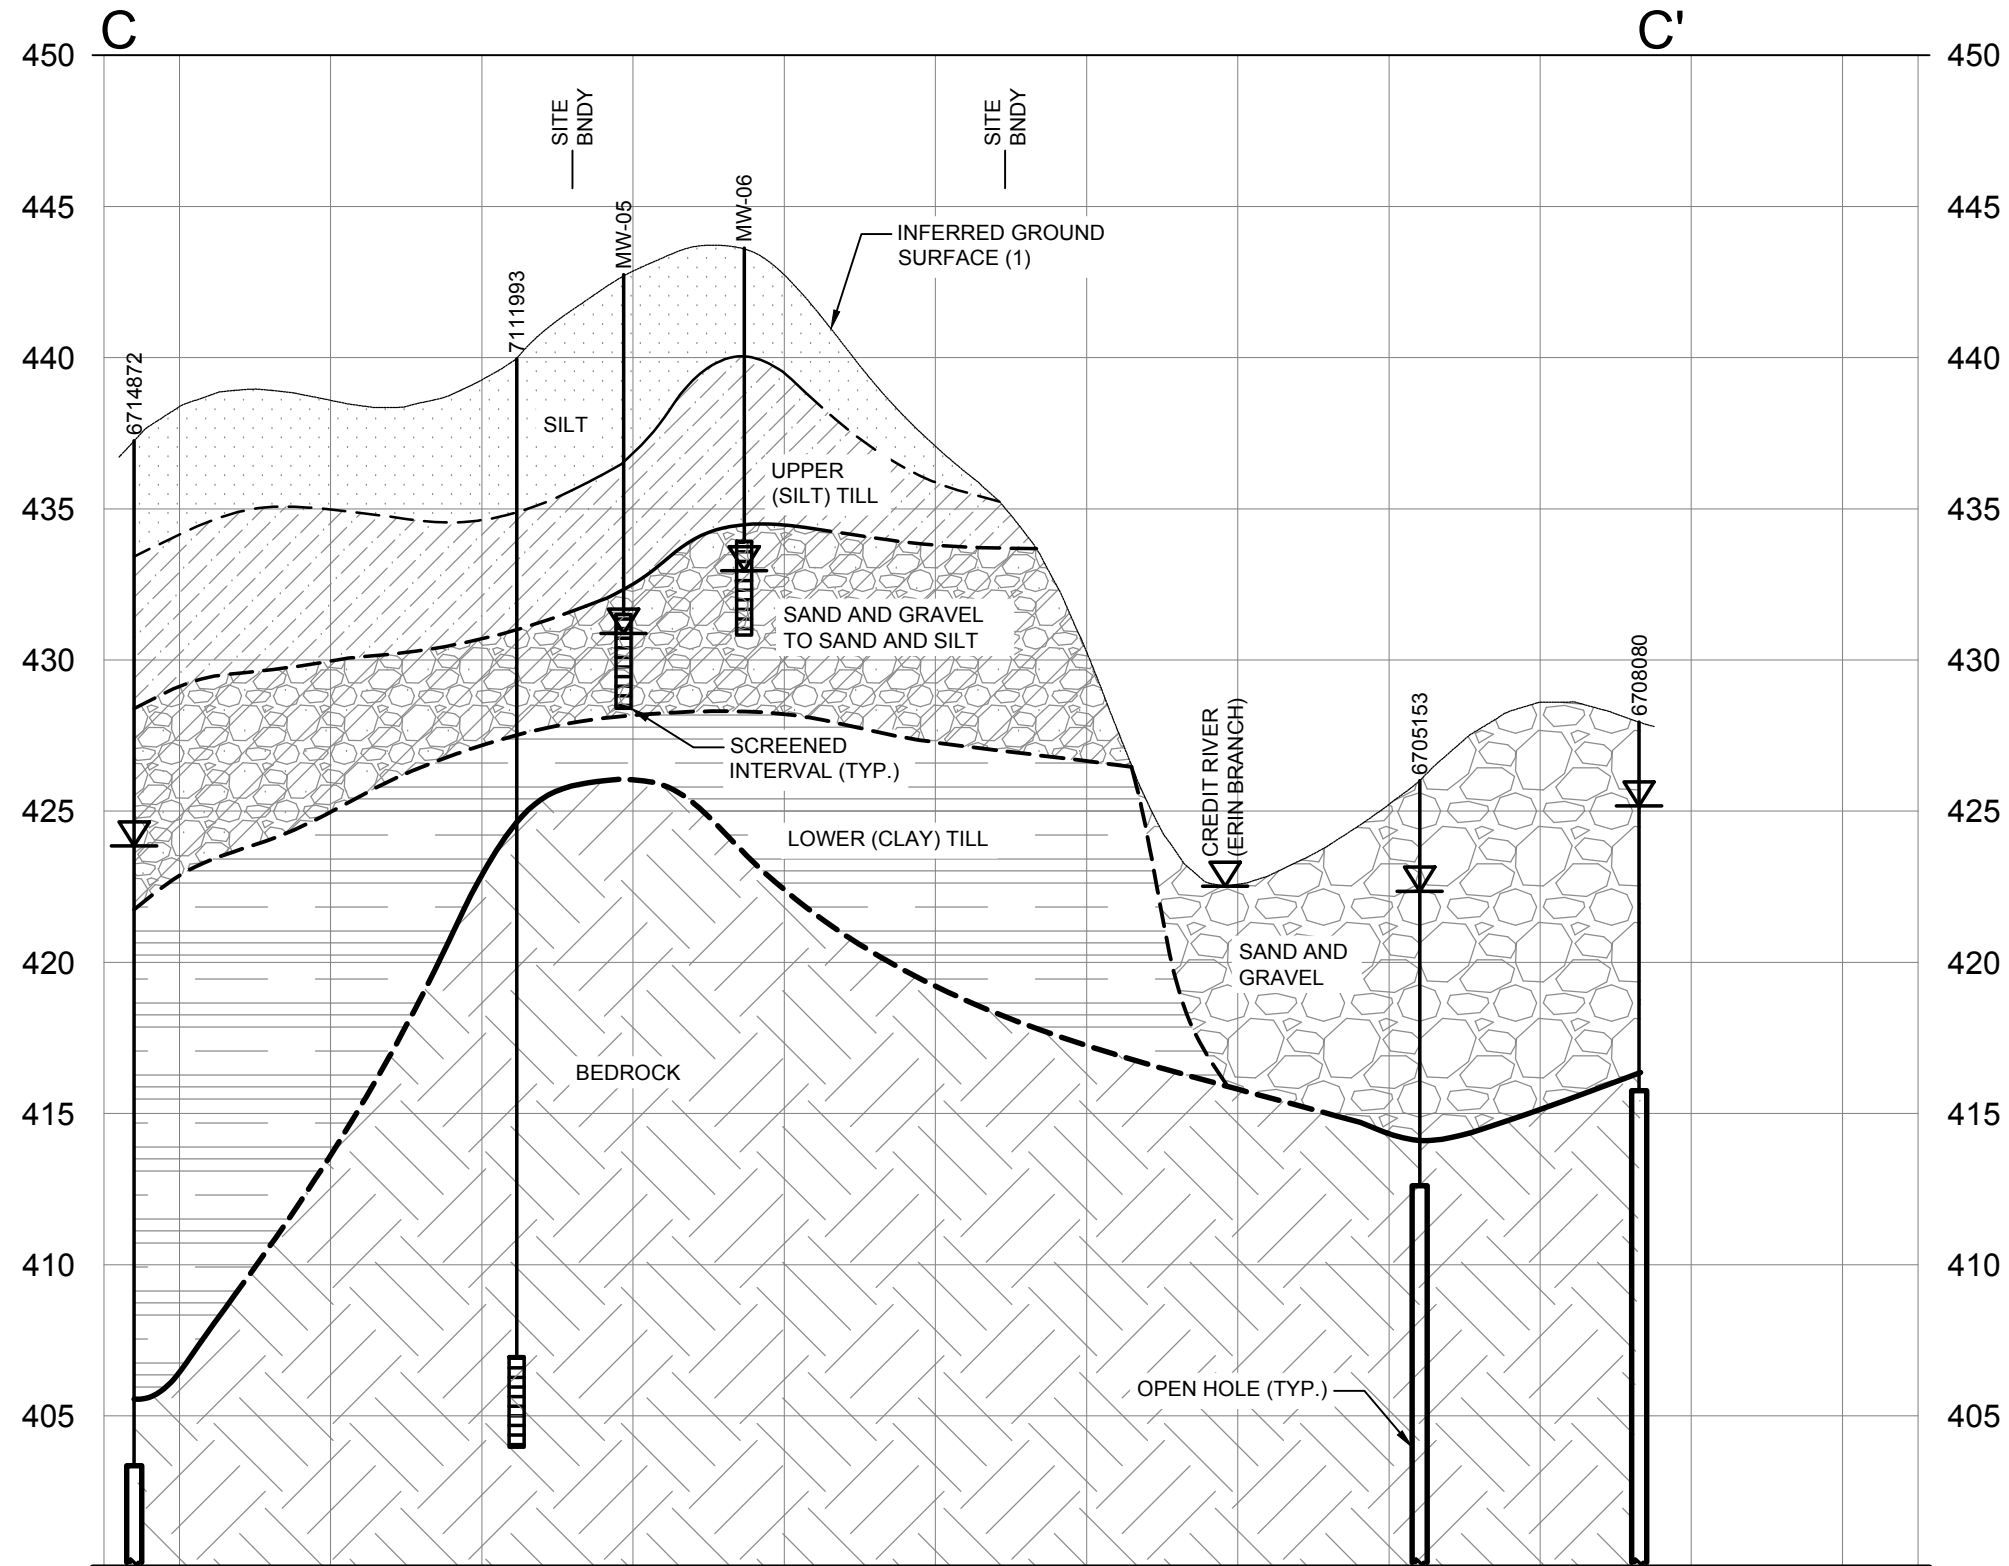 C
C'
450
450
SITE
BNDY
SITE
BNDY
445
445
MW-05
MW-06
INFERRED GROUND
SURFACE (1)
440
440
6714872
7111993
SILT
UPPER
(SILT) TILL
435
435
SAND AND GRAVEL
TO SAND AND SILT
430
430
SCREENED
INTERVAL (TYP.)
CREDIT RIVER
(ERIN BRANCH)
6705153
6708080
425
425
LOWER (CLAY) TILL
SAND AND
GRAVEL
420
420
BEDROCK
415
415
410
410
OPEN HOLE (TYP.)
405
405